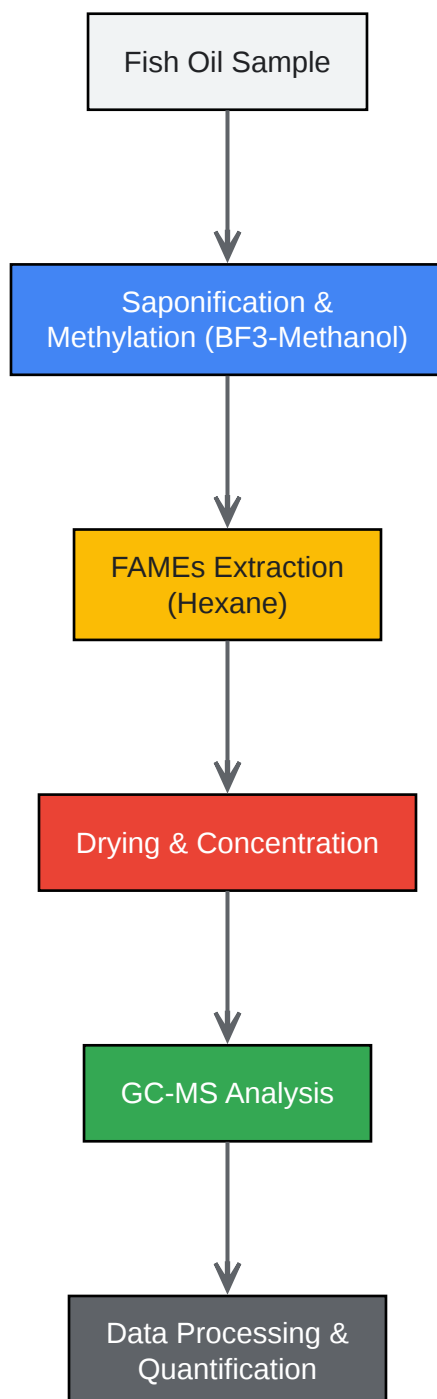 Fish Oil Sample
Saponification &
Methylation (BF3-Methanol)
FAMEs Extraction
(Hexane)
Drying & Concentration
GC-MS Analysis
Data Processing &
Quantification